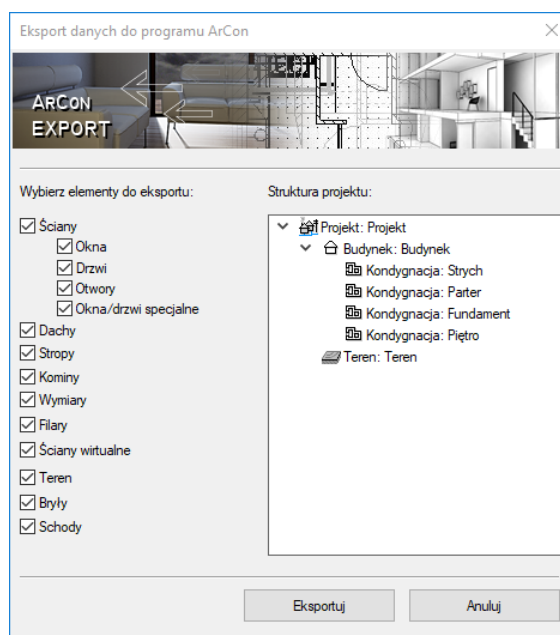 Eksport danych do programu ArCon
ARCON
EXPORT
Wybierz elementy do eksportu:
Ściany
Okna
Drzwi
Otwory
Okna/drzwi specjalne
Dachy
Stropy
Kominy
Wymiary
Filary
Ściany wirtualne
Teren
Bryły
Schody
Struktura projektu:
Projekt: Projekt
Budynek: Budynek
Kondygnacja: Strych
Kondygnacja: Parter
Kondygnacja: Fundament
Kondygnacja: Piętro
Teren: Teren
Eksportuj
Anuluj